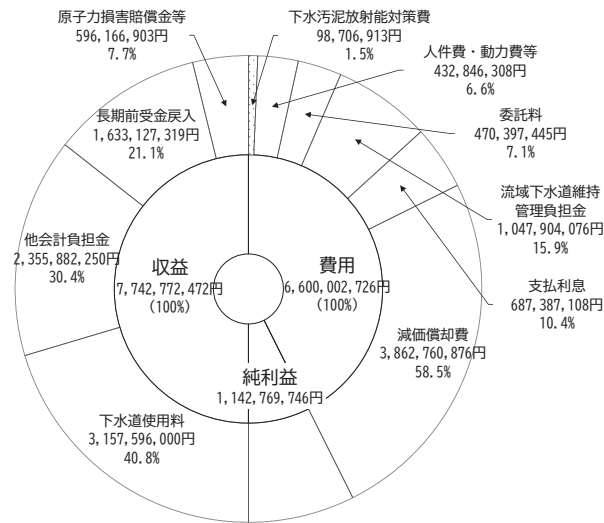 原子力損害賠償金等
596,166,903円
7.7%
下水汚泥放射能対策費
98,706,913円
1.5%
人件費・動力費等
432,846,308円
6.6%
委託料
470,397,445円
7.1%
流域下水道維持
管理負担金
1,047,904,076円
15.9%
支払利息
687,387,108円
10.4%
減価償却費
3,862,760,876円
58.5%
長期前受金戻入
1,633,127,319円
21.1%
他会計負担金
2,355,882,250円
30.4%
下水道使用料
3,157,596,000円
40.8%
収益
7,742,772,472円
(100%)
費用
6,600,002,726円
(100%)
純利益
1,142,769,746円